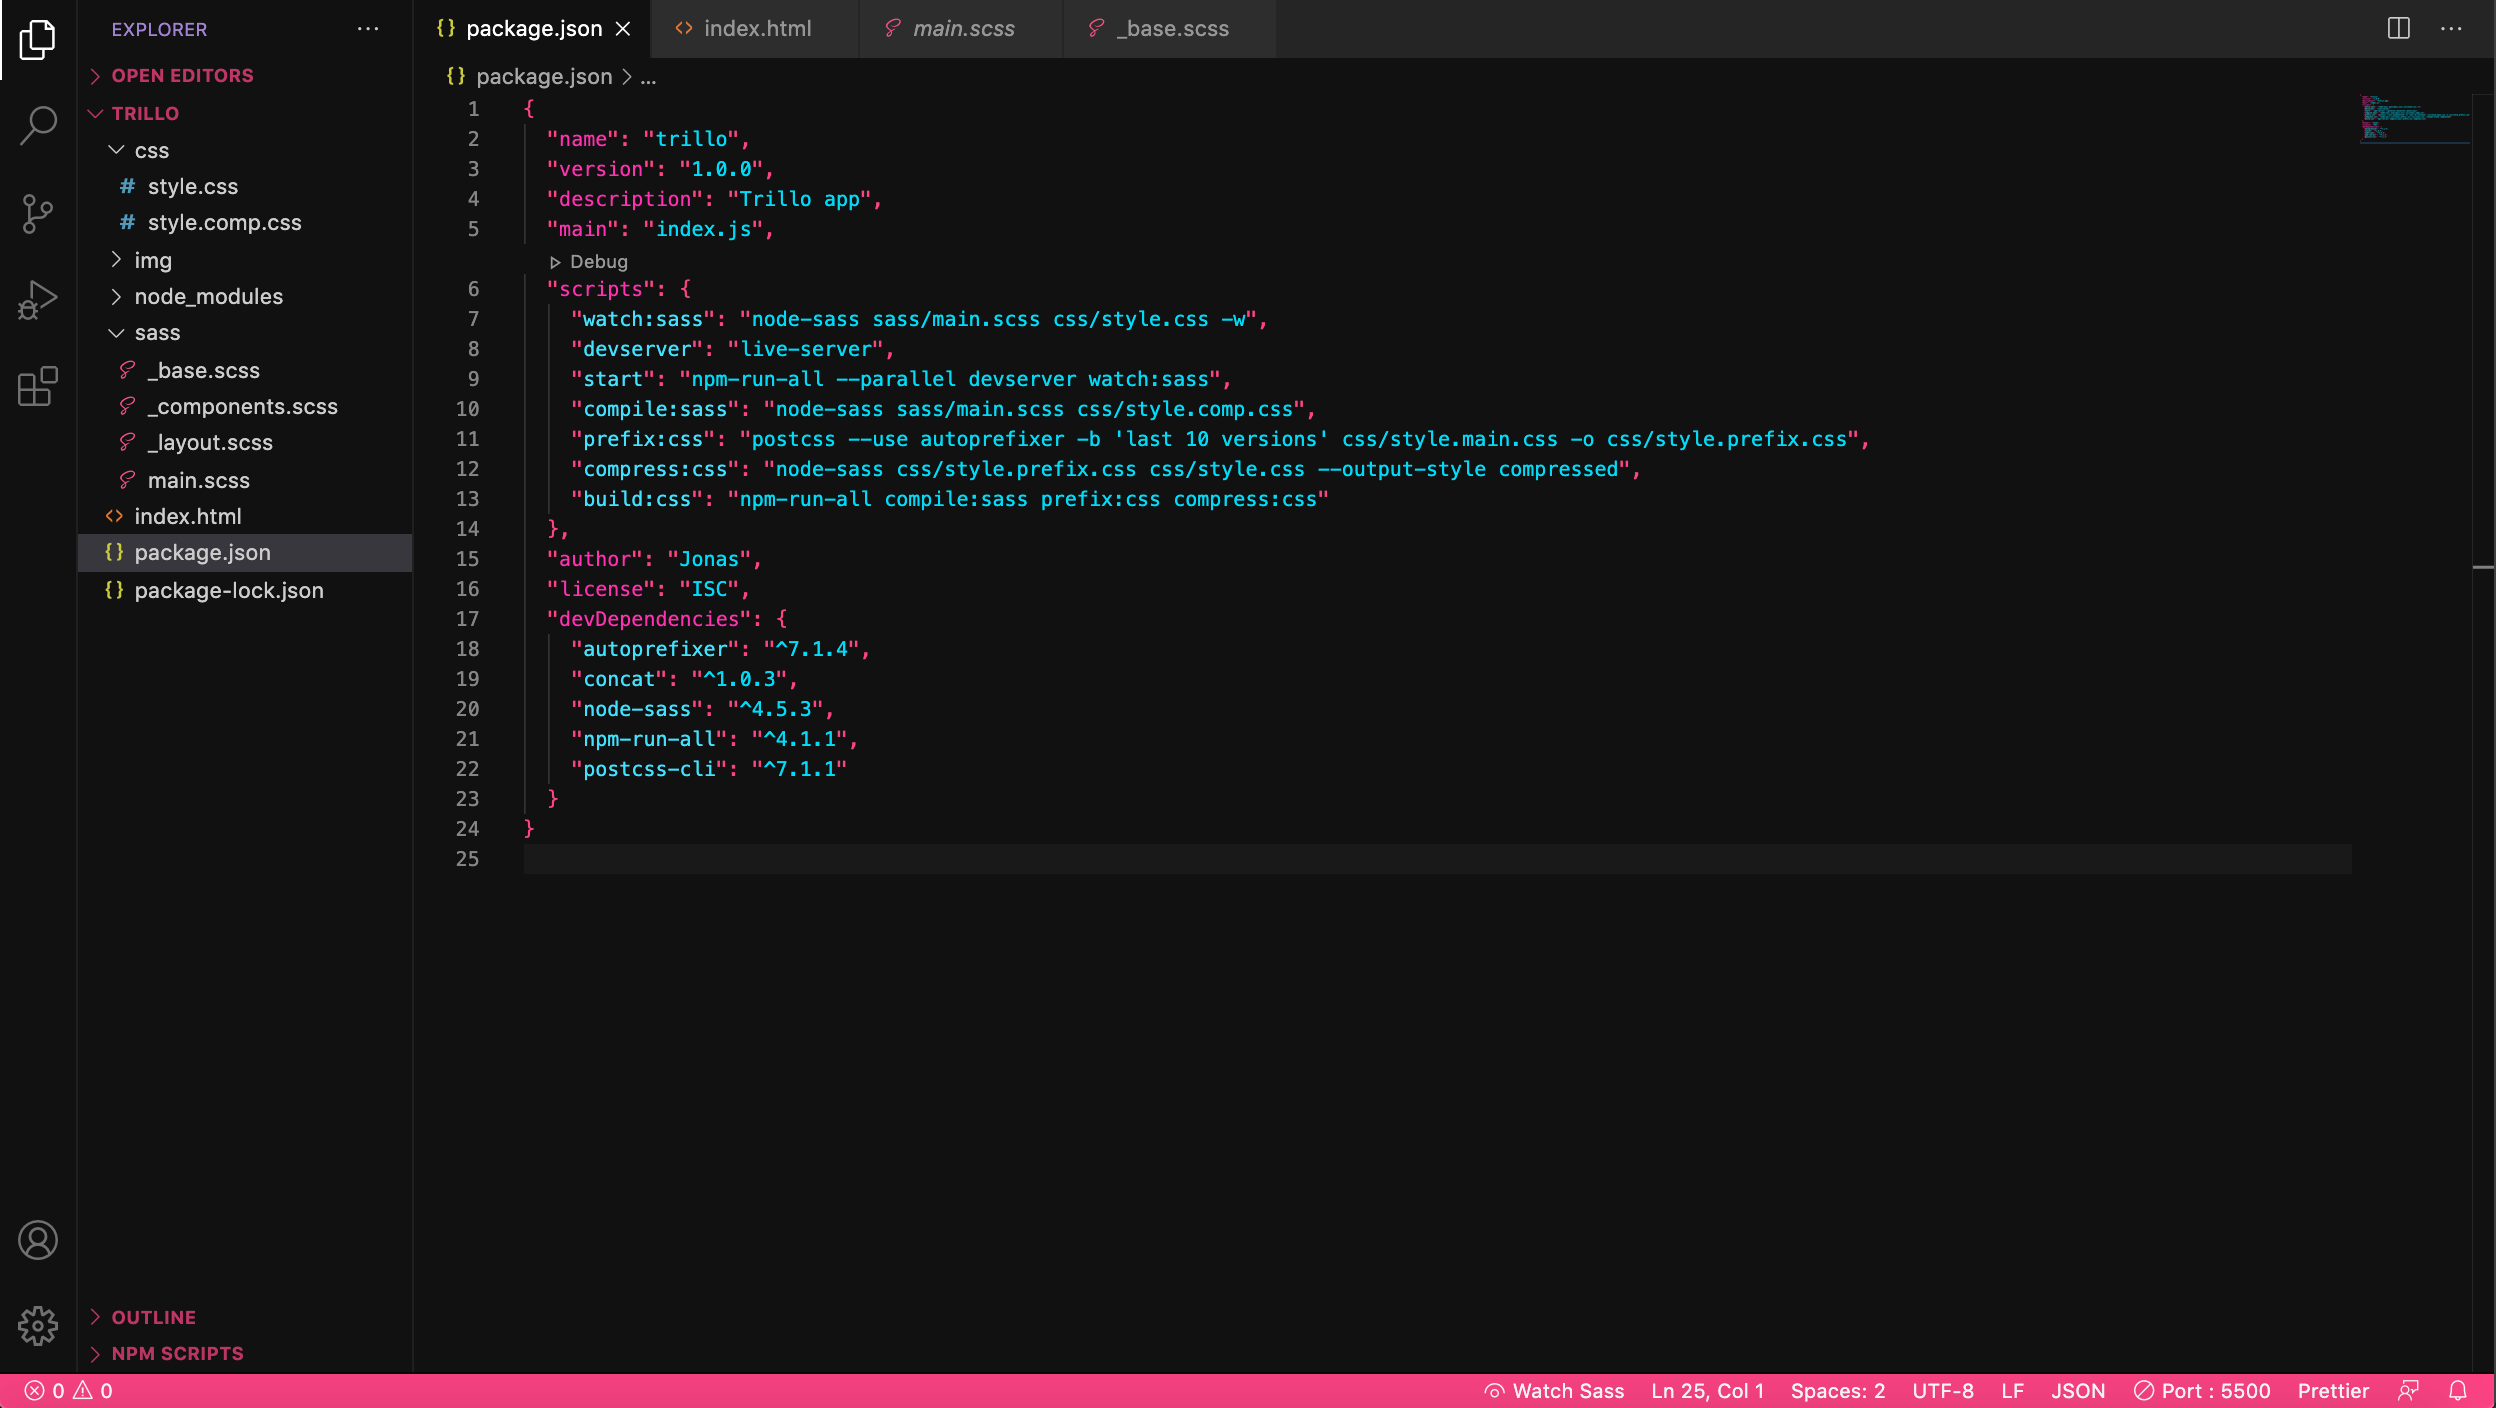 EXPLORER
OPEN EDITORS
TRILLO
css
style.css
style.comp.css
img
node_modules
sass
_base.scss
_components.scss
_layout.scss
main.scss
index.html
package.json
package-lock.json
OUTLINE
NPM SCRIPTS
package.json index.html main.scss _base.scss
package.json > ...
1 {
2 "name": "trillo",
3 "version": "1.0.0",
4 "description": "Trillo app",
5 "main": "index.js",
Debug
6 "scripts": {
7 "watch:sass": "node-sass sass/main.scss css/style.css -w",
8 "devserver": "live-server",
9 "start": "npm-run-all --parallel devserver watch:sass",
10 "compile:sass": "node-sass sass/main.scss css/style.comp.css",
11 "prefix:css": "postcss --use autoprefixer -b 'last 10 versions' css/style.main.css -o css/style.prefix.css",
12 "compress:css": "node-sass css/style.prefix.css css/style.css --output-style compressed",
13 "build:css": "npm-run-all compile:sass prefix:css compress:css"
14 },
15 "author": "Jonas",
16 "license": "ISC",
17 "devDependencies": {
18 "autoprefixer": "^7.1.4",
19 "concat": "^1.0.3",
20 "node-sass": "^4.5.3",
21 "npm-run-all": "^4.1.1",
22 "postcss-cli": "^7.1.1"
23 }
24 }
25
0 0 Watch Sass Ln 25, Col 1 Spaces: 2 UTF-8 LF JSON Port : 5500 Prettier